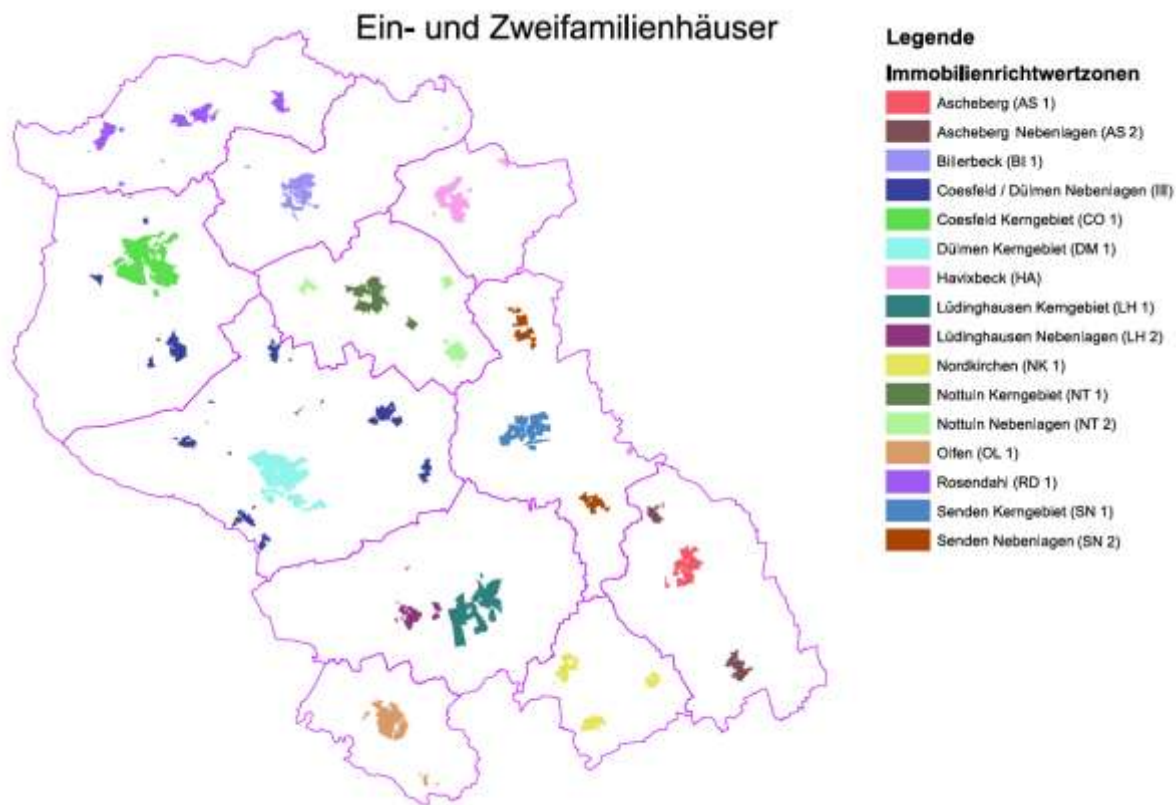 Ein- und Zweifamilienhäuser
Legende
Immobilienrichtwertzonen
Ascheberg (AS 1)
Ascheberg Nebenlagen (AS 2)
Billerbeck (BI 1)
Coesfeld / Dülmen Nebenlagen (III)
Coesfeld Kerngebiet (CO 1)
Dülmen Kerngebiet (DM 1)
Havixbeck (HA)
Lüdinghausen Kerngebiet (LH 1)
Lüdinghausen Nebenlagen (LH 2)
Nordkirchen (NK 1)
Nottuln Kerngebiet (NT 1)
Nottuln Nebenlagen (NT 2)
Olfen (OL 1)
Rosendahl (RD 1)
Senden Kerngebiet (SN 1)
Senden Nebenlagen (SN 2)